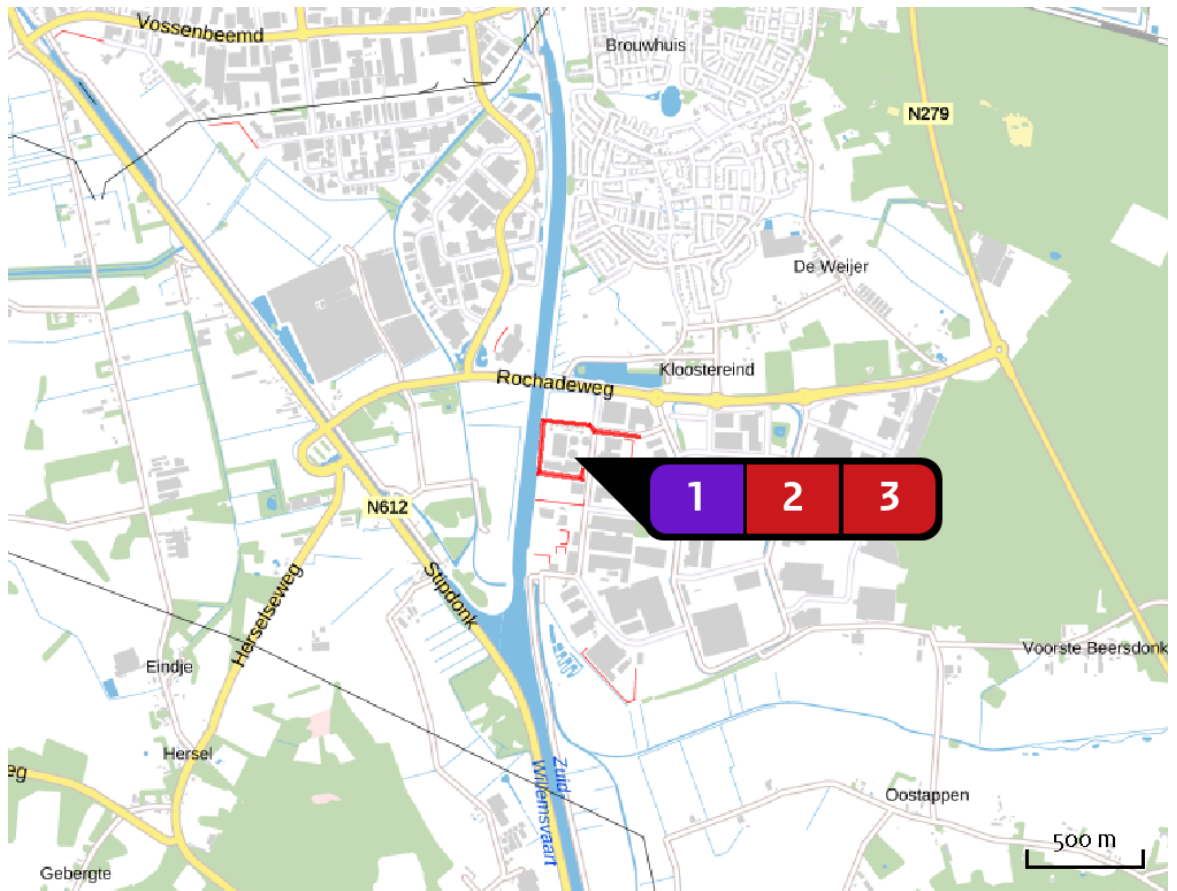 Vossenbeemd
Brouwhuis
N279
De Weijer
Kloostereind
Rochadeweg
1 2 3
N612
Stipdonk
Herselseweg
Voorste Beersdonk
Eindje
Hersel
Zuid-
Willemsvaart
eg
Oostappen
500 m
Gebergte